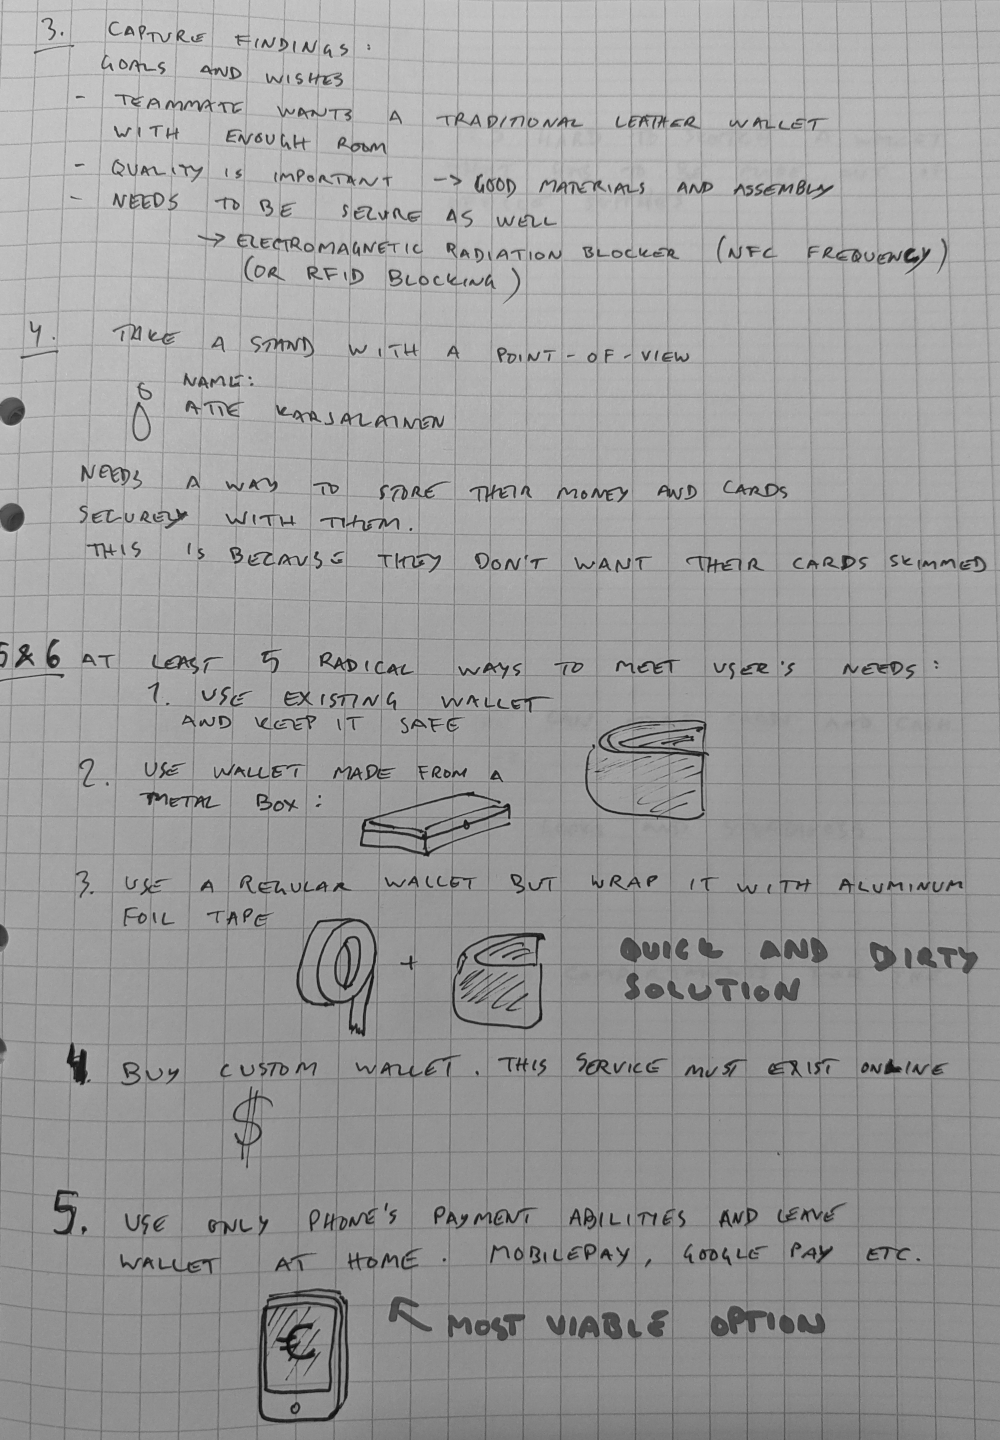 3. CAPTURE FINDINGS:
GOALS AND WISHES
- TEAMMATE WANTS A TRADITIONAL LEATHER WALLET
WITH ENOUGH ROOM
- QUALITY IS IMPORTANT -> GOOD MATERIALS AND ASSEMBLY
- NEEDS TO BE SECURE AS WELL
-> ELECTROMAGNETIC RADIATION BLOCKER (NFC FREQUENCY)
(OR RFID BLOCKING)
4. TAKE A STAND WITH A POINT-OF-VIEW
NAME:
ATTE KARJALAINEN
NEEDS A WAY TO STORE THEIR MONEY AND CARDS
SECURELY WITH THEM.
THIS IS BECAUSE THEY DON'T WANT THEIR CARDS SKIMMED
5&6 AT LEAST 5 RADICAL WAYS TO MEET USER'S NEEDS:
1. USE EXISTING WALLET
AND KEEP IT SAFE
2. USE WALLET MADE FROM A
METAL BOX:
3. USE A REGULAR WALLET BUT WRAP IT WITH ALUMINUM
FOIL TAPE
+
QUICK AND DIRTY
SOLUTION
4. BUY CUSTOM WALLET. THIS SERVICE MUST EXIST ONLINE
$
5. USE ONLY PHONE'S PAYMENT ABILITIES AND LEAVE
WALLET AT HOME. MOBILEPAY, GOOGLE PAY ETC.
€
MOST VIABLE OPTION